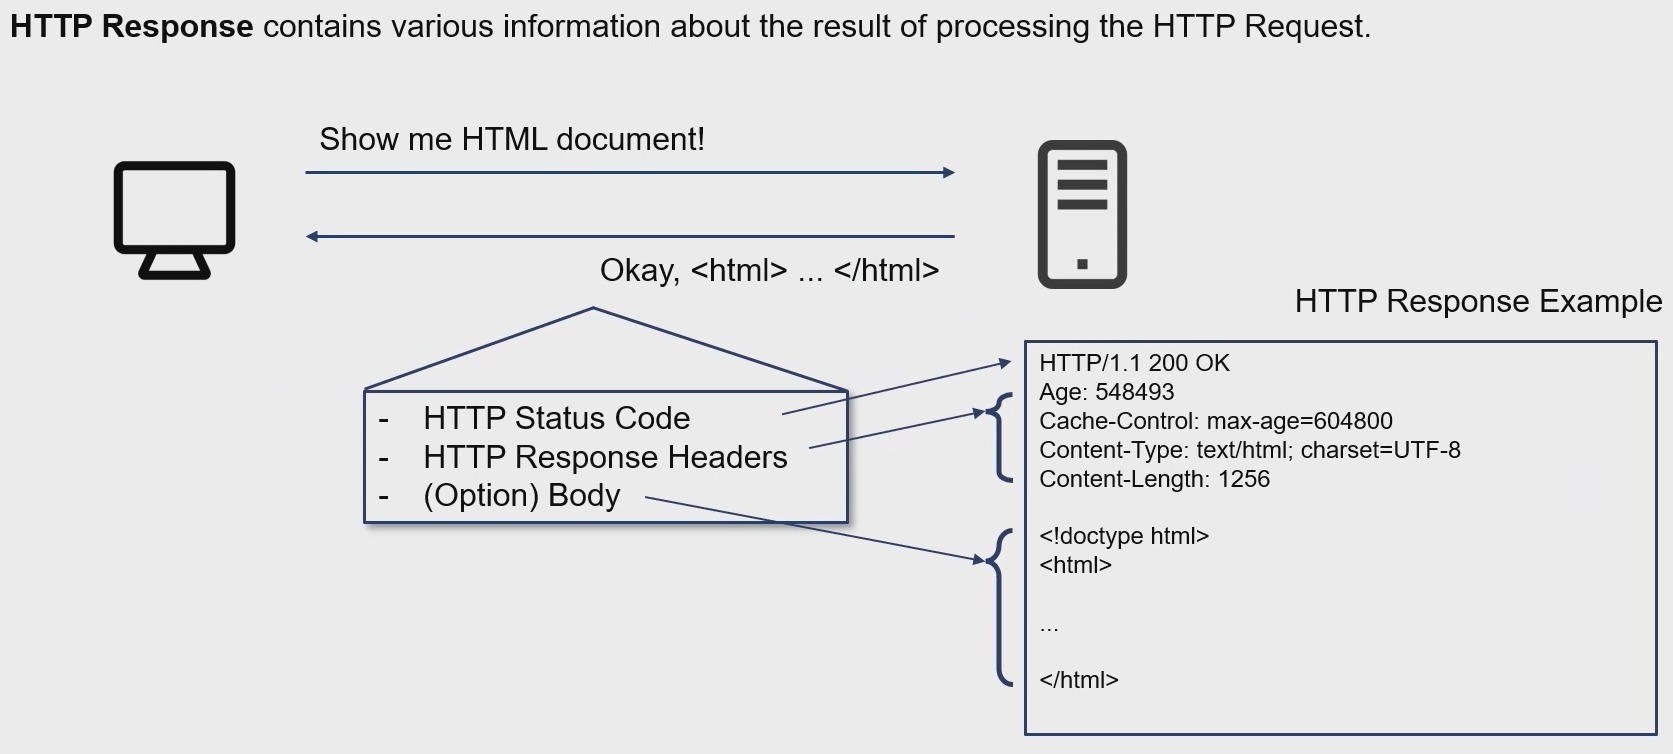 HTTP Response contains various information about the result of processing the HTTP Request.
Show me HTML document!
Okay, <html> ... </html>
- HTTP Status Code
- HTTP Response Headers
- (Option) Body
HTTP Response Example
HTTP/1.1 200 OK
Age: 548493
Cache-Control: max-age=604800
Content-Type: text/html; charset=UTF-8
Content-Length: 1256
<!doctype html>
<html>
...
</html>